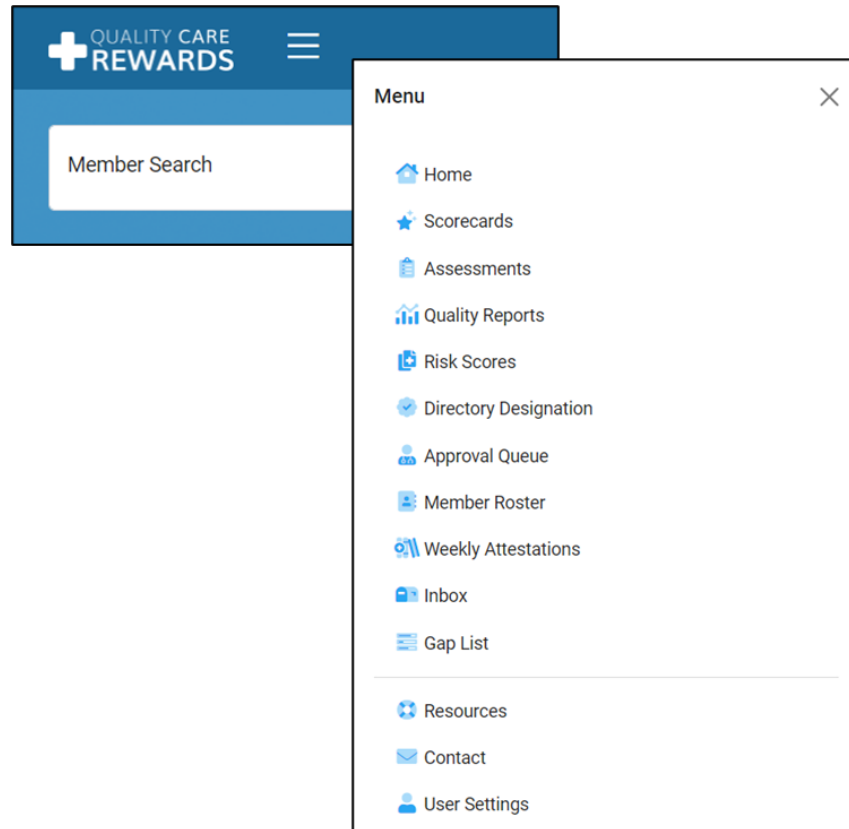 QUALITY CARE
REWARDS
Member Search
Menu
Home
Scorecards
Assessments
Quality Reports
Risk Scores
Directory Designation
Approval Queue
Member Roster
Weekly Attestations
Inbox
Gap List
Resources
Contact
User Settings